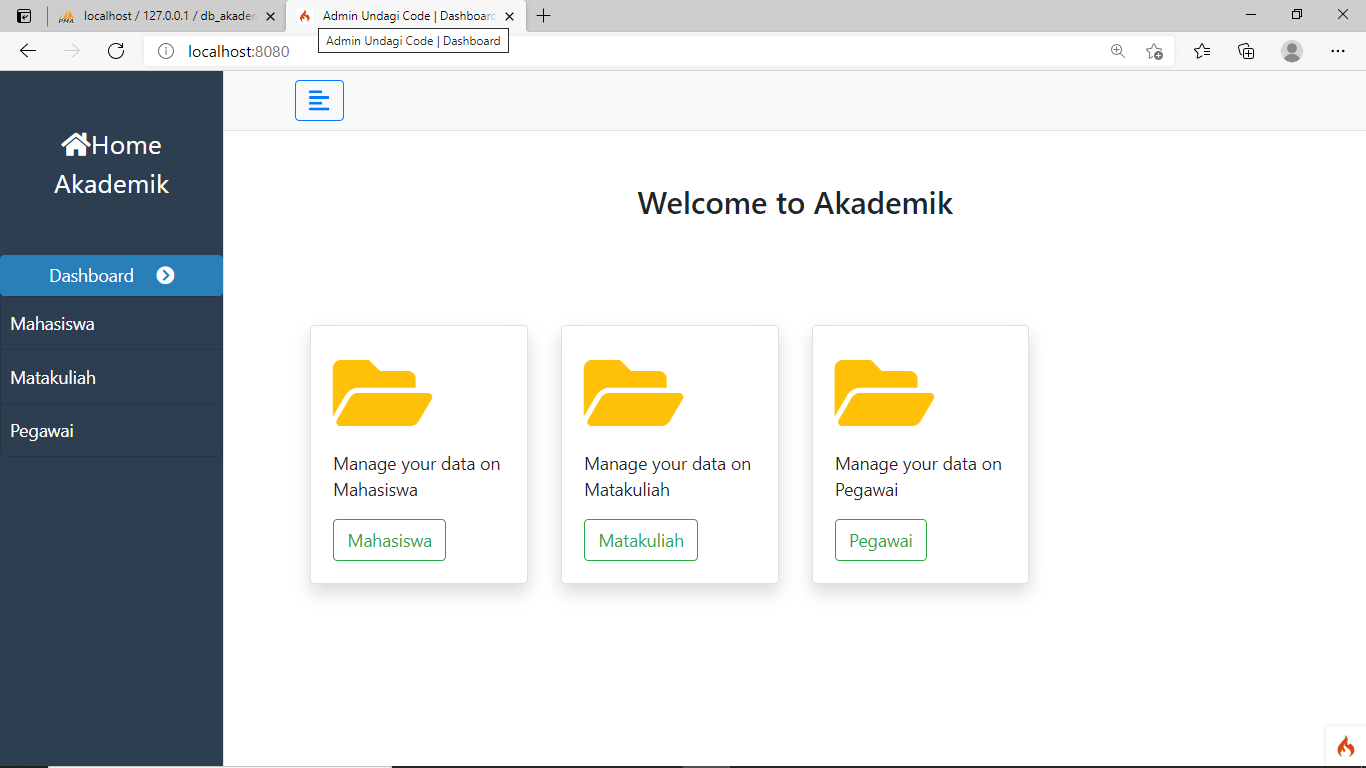 PMA
localhost / 127.0.0.1 / db_akaden
Admin Undagi Code | Dashboard
Admin Undagi Code | Dashboard
localhost:8080
Home
Akademik
Dashboard
Mahasiswa
Matakuliah
Pegawai
Welcome to Akademik
Manage your data on
Mahasiswa
Mahasiswa
Manage your data on
Matakuliah
Matakuliah
Manage your data on
Pegawai
Pegawai